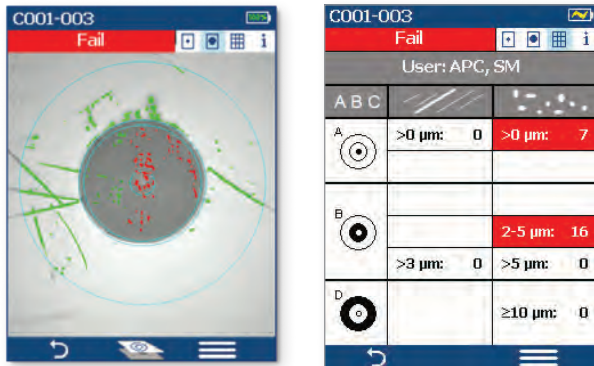 C001-003
100%
Fail
i
C001-003
Fail
i
User: APC, SM
A B C
A
>0 µm: 0
>0 µm: 7
B
2-5 µm: 16
>3 µm: 0
>5 µm: 0
D
≥10 µm: 0